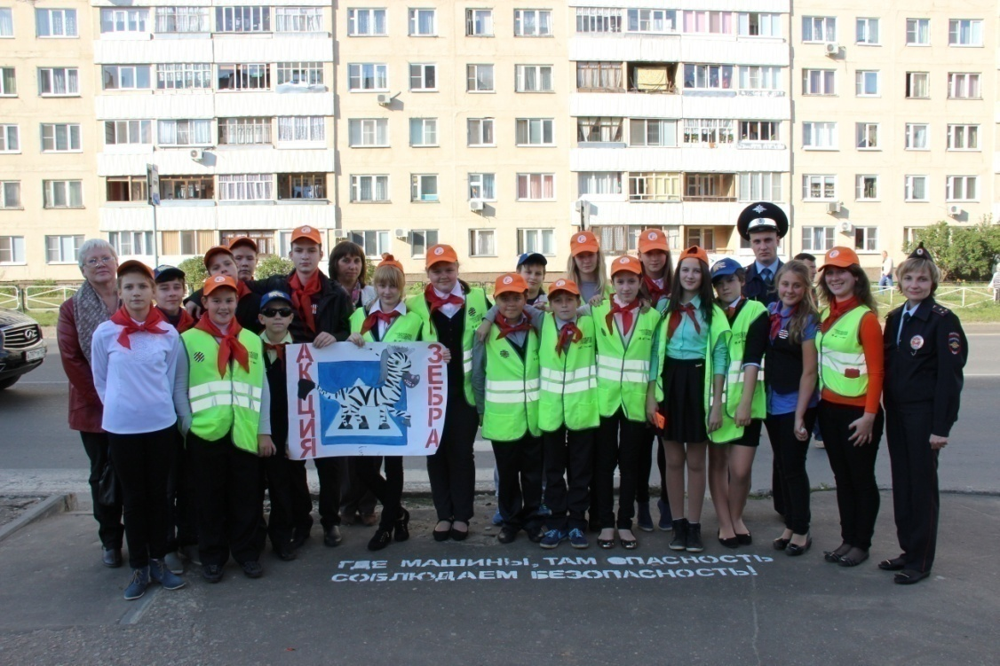 АКЦИЯ
ЗЕБРА
ГДЕ МАШИНЫ, ТАМ ОПАСНОСТЬ
СОБЛЮДАЕМ БЕЗОПАСНОСТЬ!